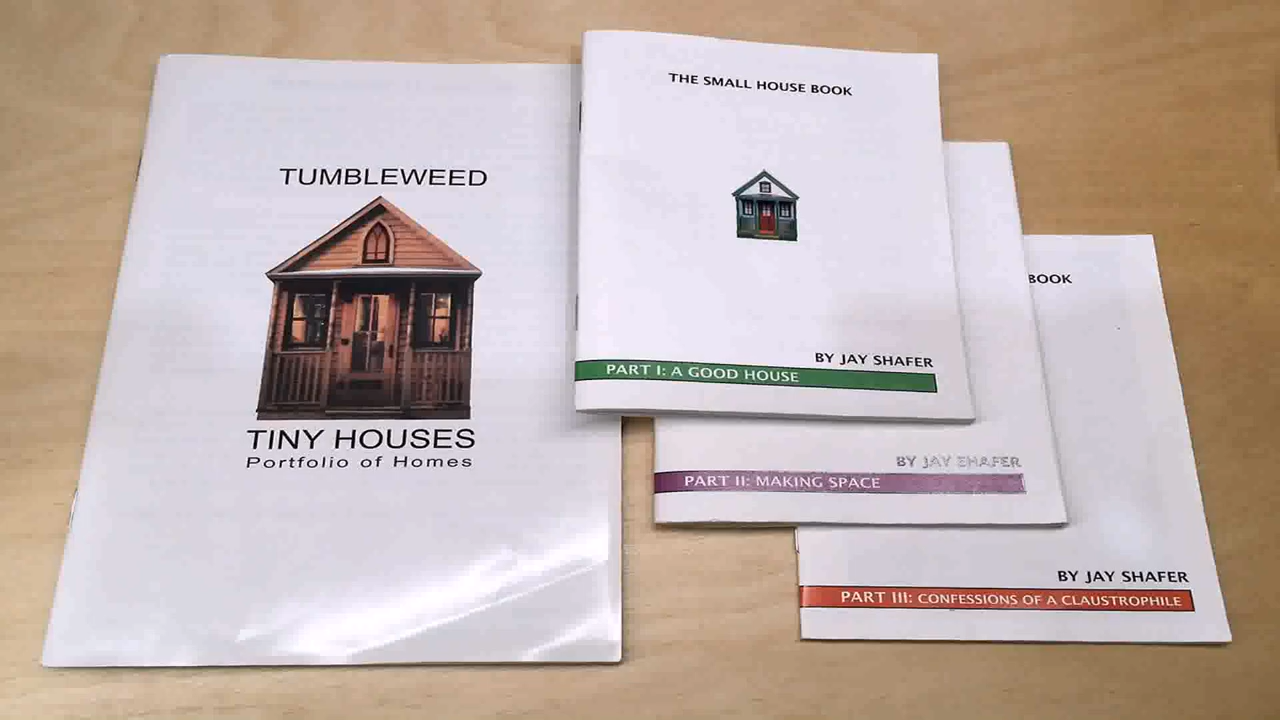 TUMBLEWEED
TINY HOUSES
Portfolio of Homes
THE SMALL HOUSE BOOK
BY JAY SHAFER
PART I: A GOOD HOUSE
BY JAY SHAFER
PART II: MAKING SPACE
BOOK
BY JAY SHAFER
PART III: CONFESSIONS OF A CLAUSTROPHILE